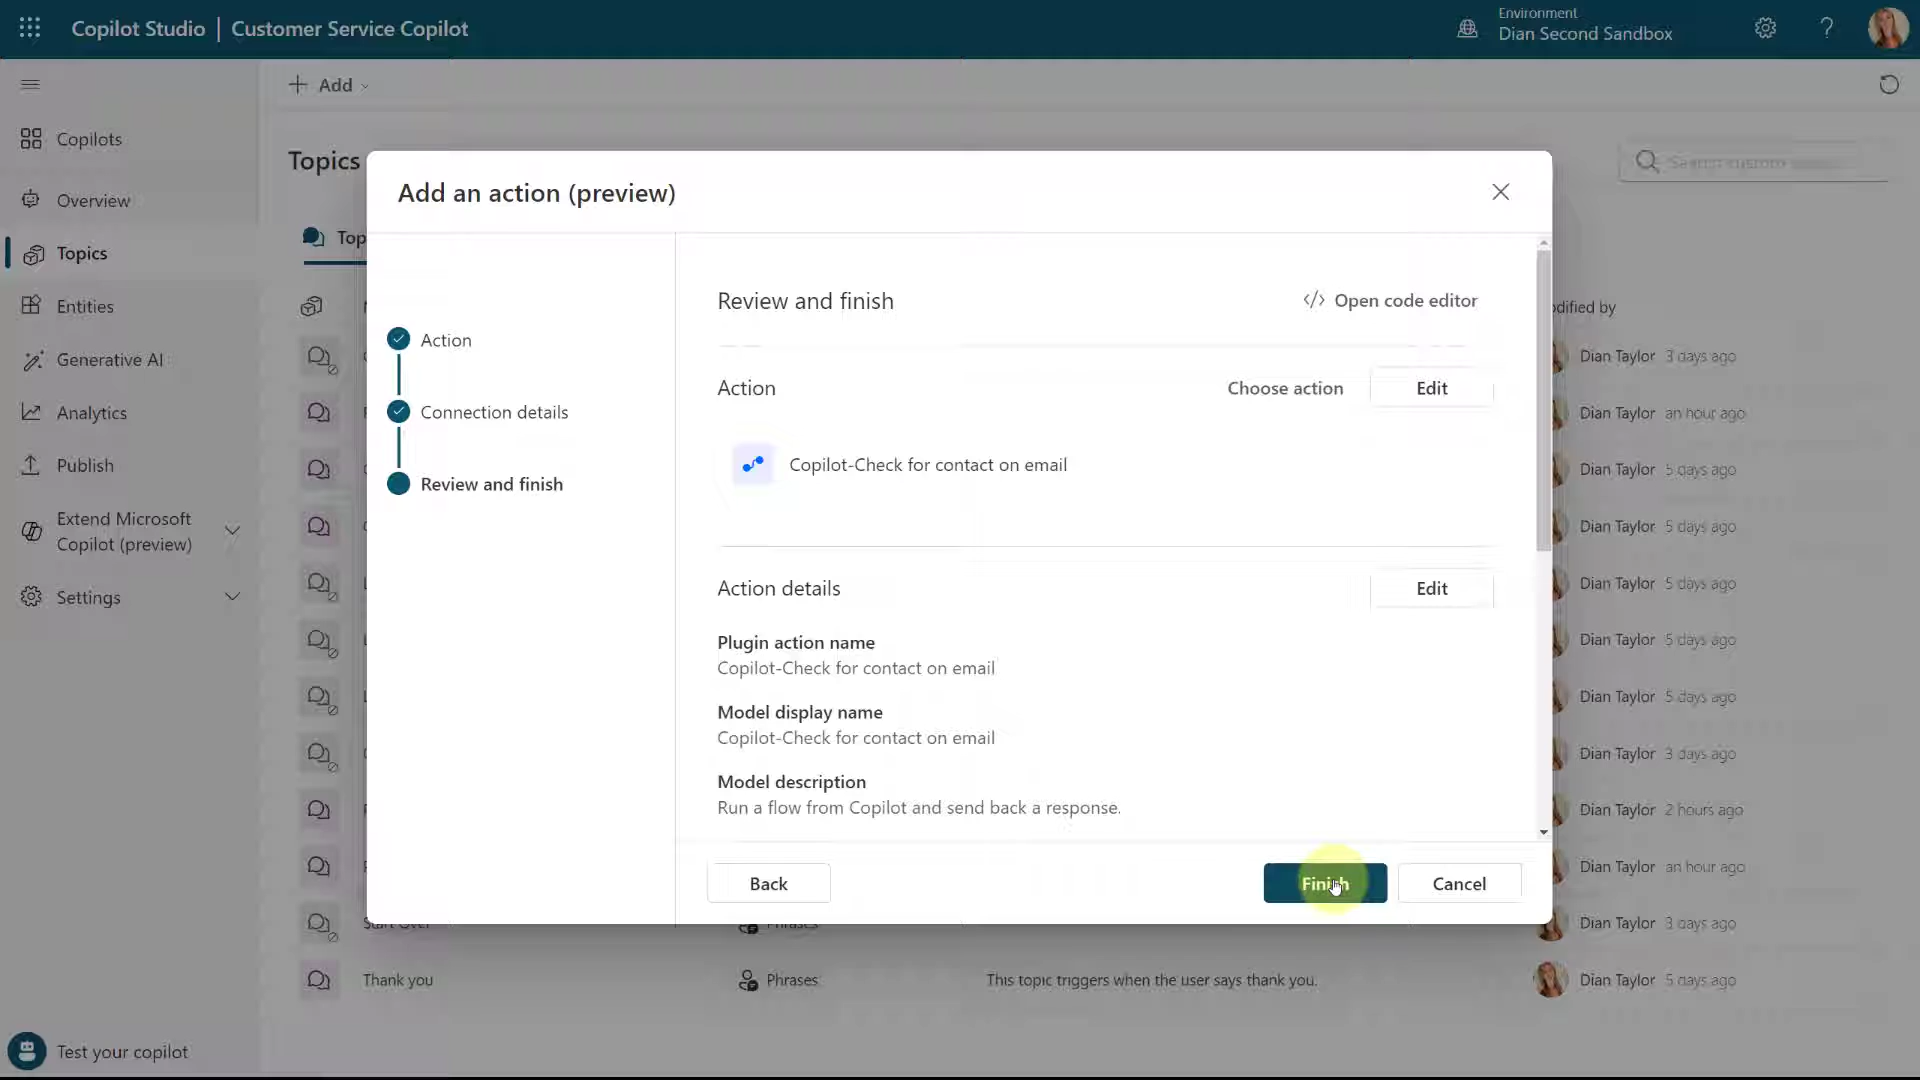 Copilot Studio | Customer Service Copilot
Environment
Dian Second Sandbox
?
Add
Copilots
Overview
Topics
Entities
Generative AI
Analytics
Publish
Extend Microsoft
Copilot (preview)
Settings
Test your copilot
Topics
Search custom
Top
Add an action (preview)
Action
Connection details
Review and finish
Review and finish
</> Open code editor
Action
Choose action
Edit
Copilot-Check for contact on email
Action details
Edit
Plugin action name
Copilot-Check for contact on email
Model display name
Copilot-Check for contact on email
Model description
Run a flow from Copilot and send back a response.
Back
Finish
Cancel
odified by
Dian Taylor 3 days ago
Dian Taylor an hour ago
Dian Taylor 5 days ago
Dian Taylor 5 days ago
Dian Taylor 5 days ago
Dian Taylor 5 days ago
Dian Taylor 5 days ago
Dian Taylor 3 days ago
Dian Taylor 2 hours ago
Dian Taylor an hour ago
Start Over
Phrases
Dian Taylor 3 days ago
Thank you
Phrases
This topic triggers when the user says thank you.
Dian Taylor 5 days ago